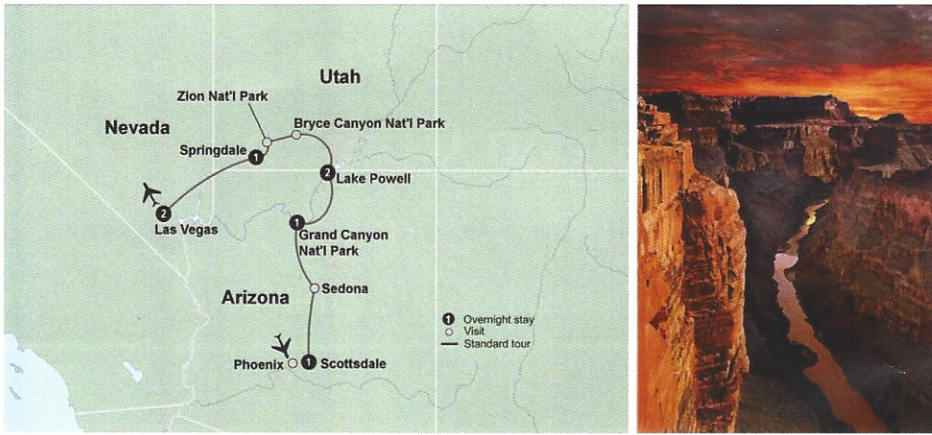 Utah
Zion Nat'l Park
Nevada
Bryce Canyon Nat'l Park
Springdale
1
2
Lake Powell
2
Las Vegas
1
Grand Canyon
Nat'l Park
Arizona
Sedona
1 Overnight stay
Visit
Standard tour
Phoenix
1
Scottsdale